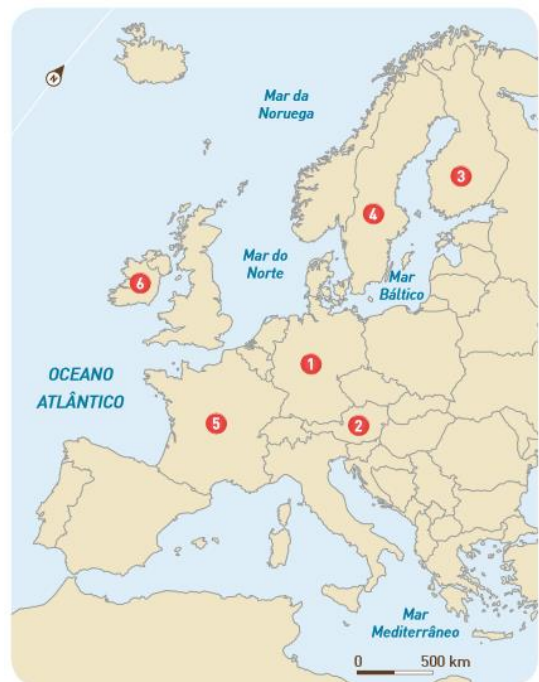 N
Mar da
Noruega
3
4
Mar do
Norte
6
Mar
Báltico
1
OCEANO
ATLÂNTICO
5
2
Mar
Mediterrâneo
0 500 km